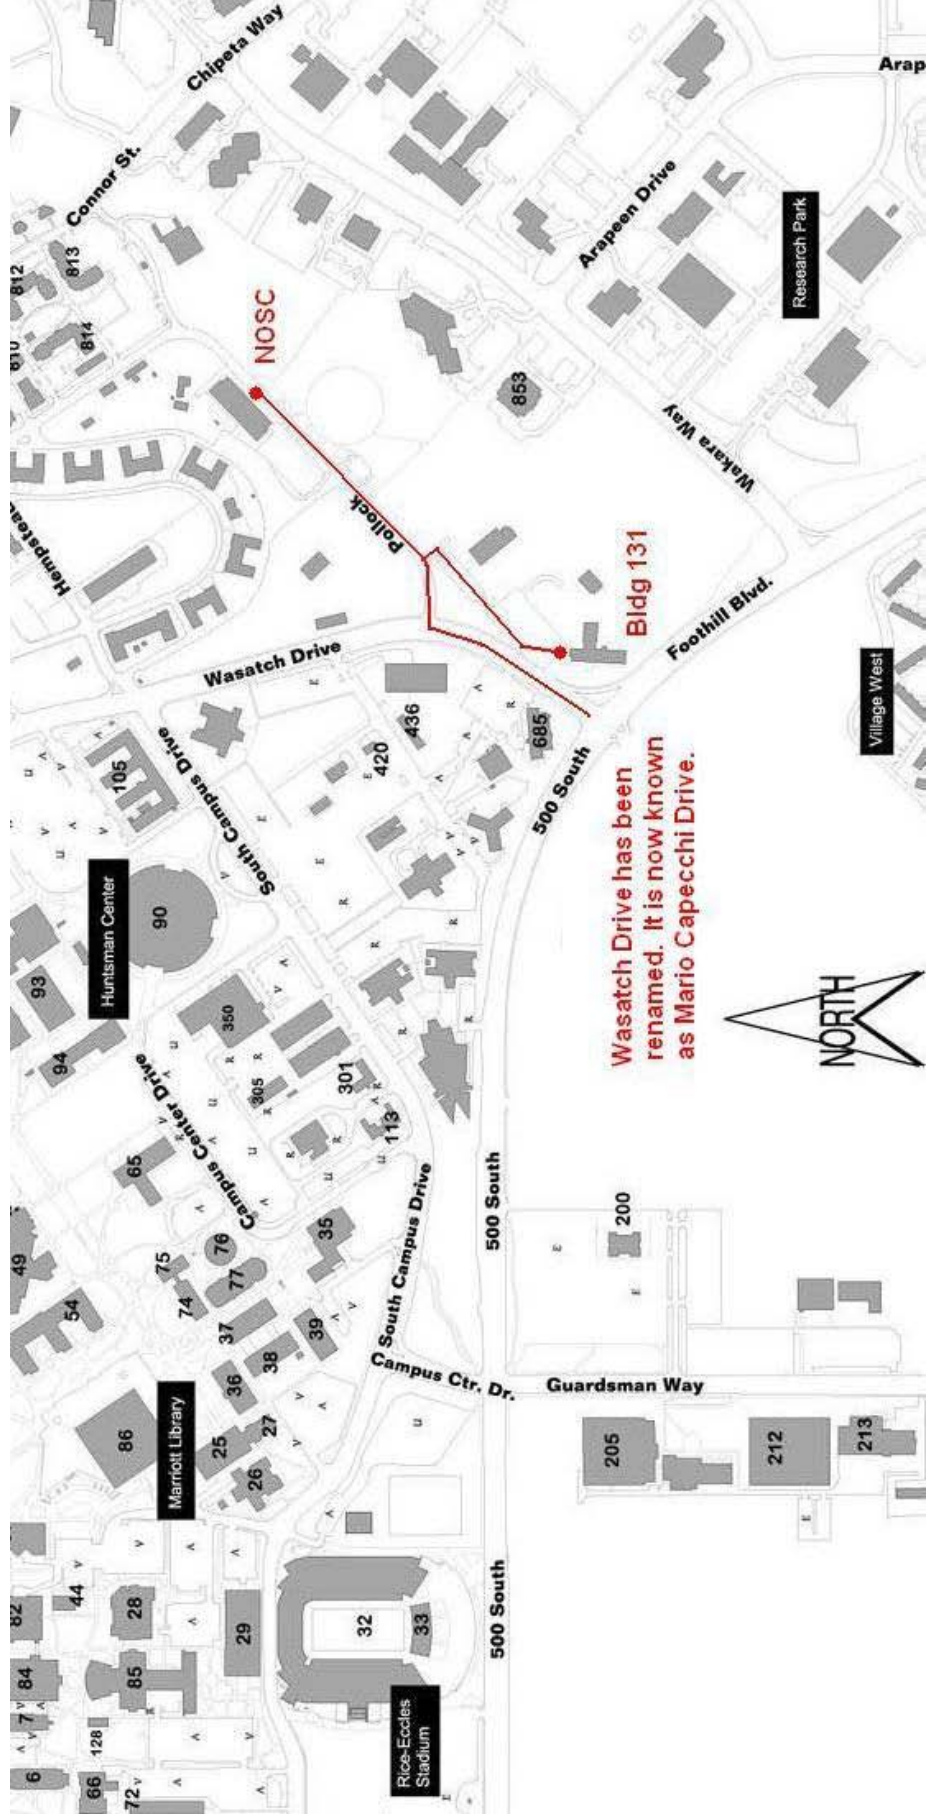 Chipeta Way
Connor St.
Arap
812
813
810
814
NOSC
Arapeen Drive
Research Park
853
Wakara Way
Pollock
Hempstead
Bldg 131
Foothill Blvd.
Wasatch Drive
436
420
685
500 South
Village West
105
South Campus Drive
Wasatch Drive has been
renamed. It is now known
as Mario Capecchi Drive.
Huntsman Center
90
93
94
350
305
301
113
NORTH
Campus Center Drive
65
South Campus Drive
500 South
200
49
54
75
74
76
77
35
37
38
39
36
Campus Ctr. Dr.
Guardsman Way
86
Marriott Library
25
27
26
205
212
213
82
44
28
29
32
33
500 South
84
85
7
128
Rice-Eccles
Stadium
6
66
72